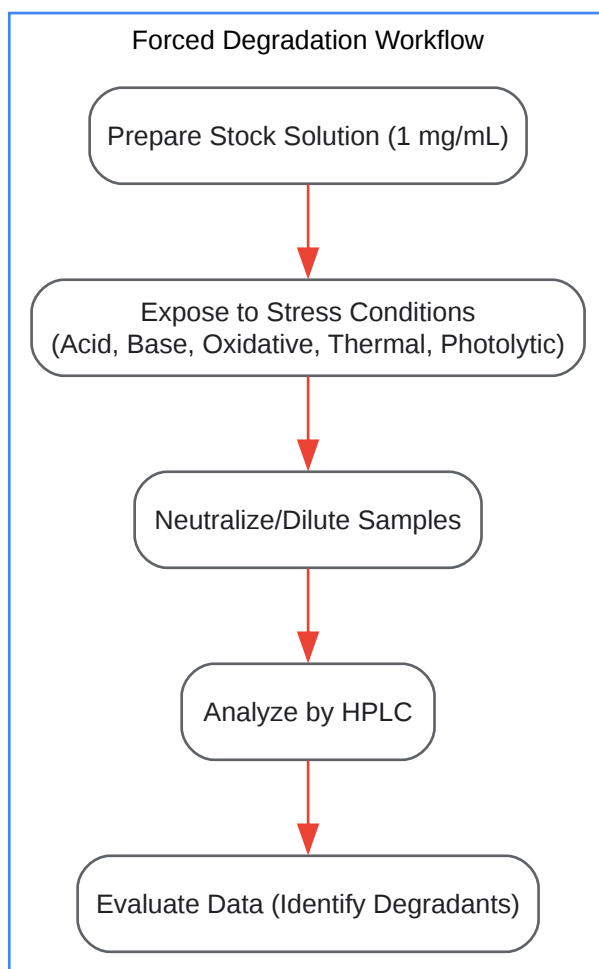 Forced Degradation Workflow
Prepare Stock Solution (1 mg/mL)
Expose to Stress Conditions
(Acid, Base, Oxidative, Thermal, Photolytic)
Neutralize/Dilute Samples
Analyze by HPLC
Evaluate Data (Identify Degradants)